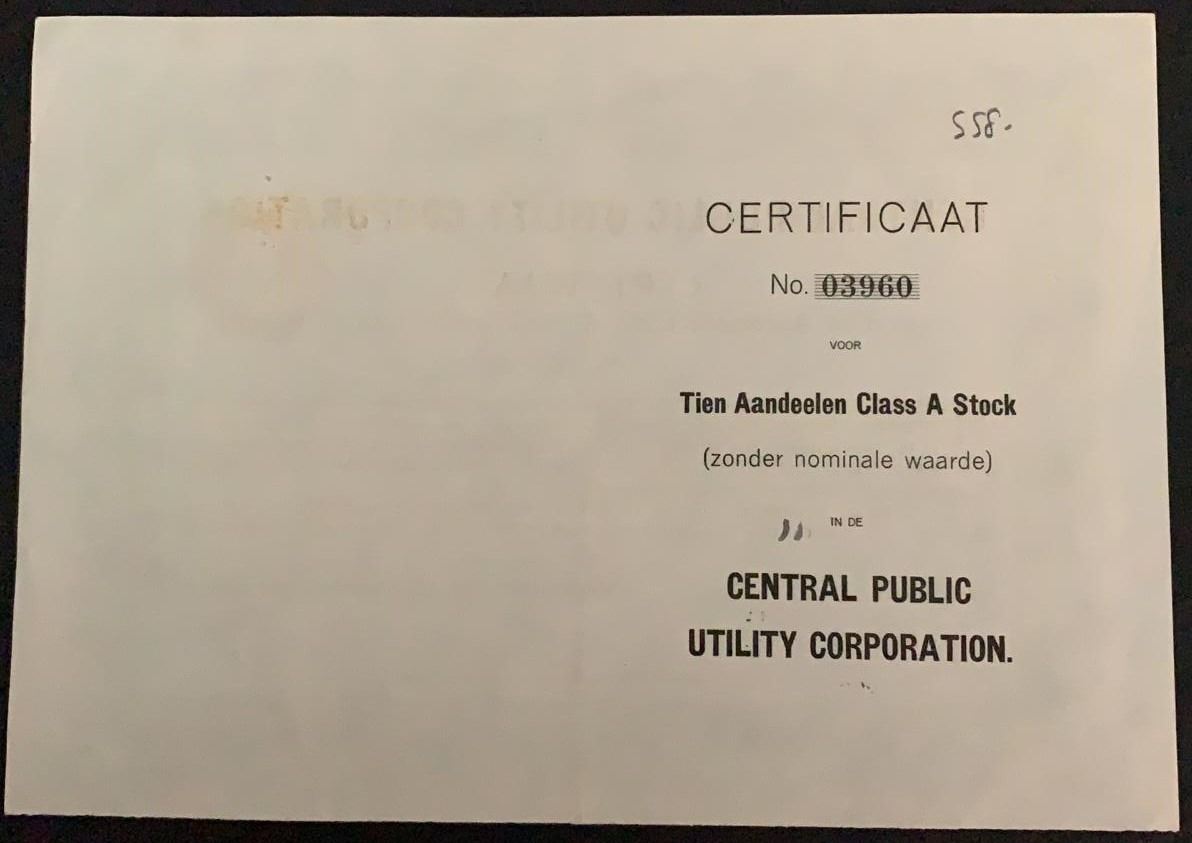 558.
CERTIFICAAT
No. 03960
VOOR
Tien Aandeelen Class A Stock
(zonder nominale waarde)
IN DE
CENTRAL PUBLIC
UTILITY CORPORATION.